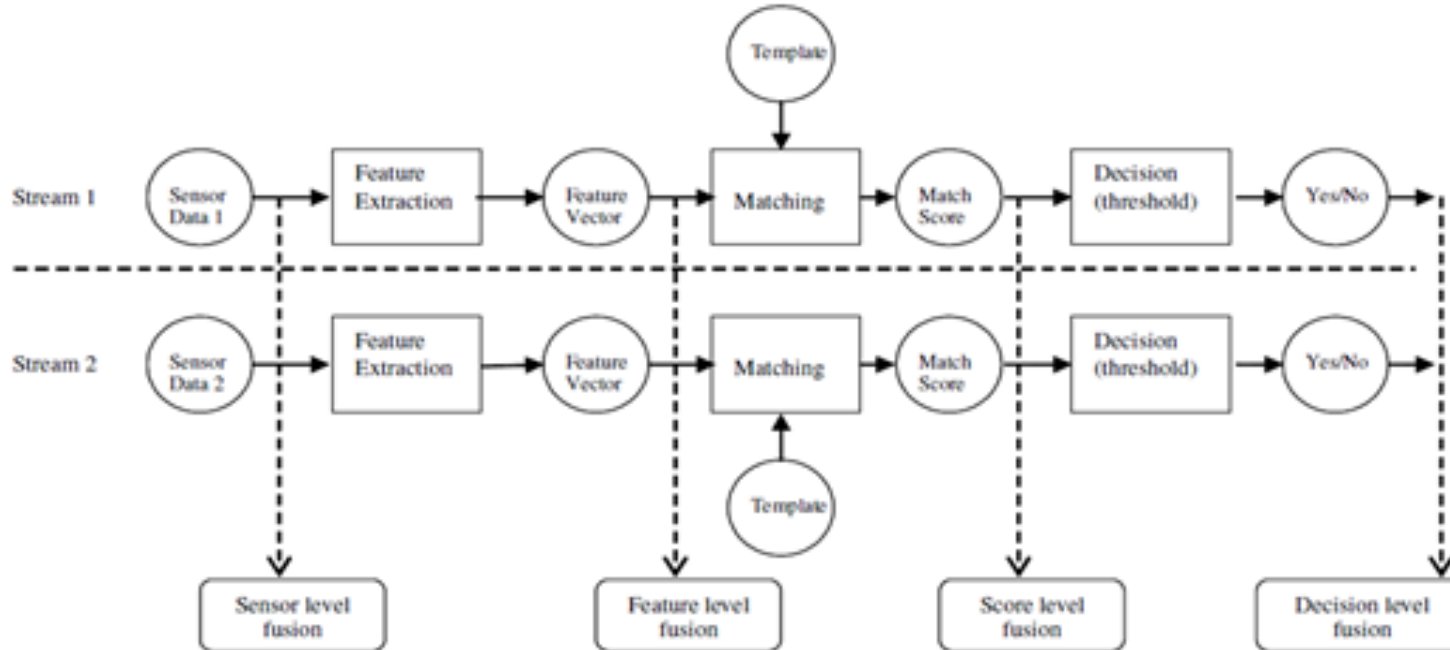 Template
Stream 1
Sensor
Data 1
Feature
Extraction
Feature
Vector
Matching
Match
Score
Decision
(threshold)
Yes/No
Stream 2
Sensor
Data 2
Feature
Extraction
Feature
Vector
Matching
Match
Score
Decision
(threshold)
Yes/No
Template
Sensor level
fusion
Feature level
fusion
Score level
fusion
Decision level
fusion